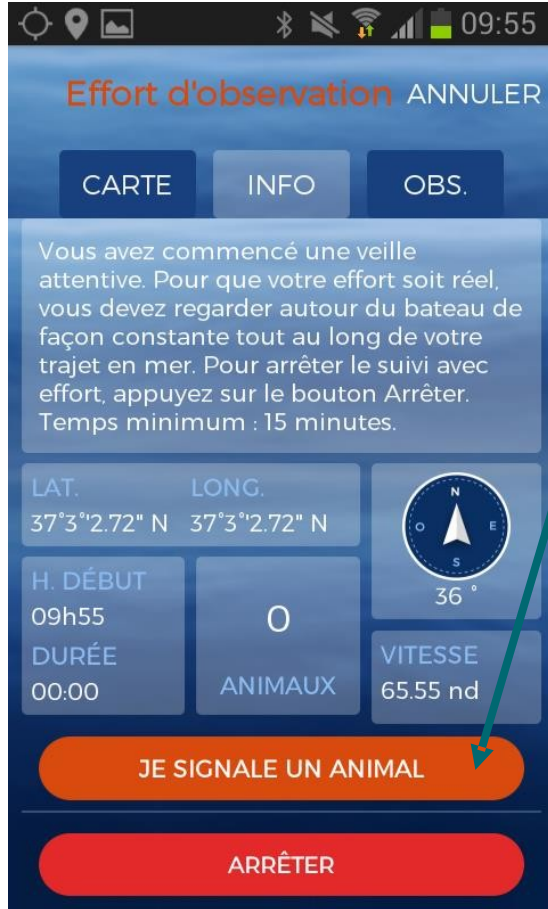 09:55
Effort d'observation ANNULER
CARTE INFO OBS.
Vous avez commencé une veille
attentive. Pour que votre effort soit réel,
vous devez regarder autour du bateau de
façon constante tout au long de votre
trajet en mer. Pour arrêter le suivi avec
effort, appuyez sur le bouton Arrêter.
Temps minimum : 15 minutes.
LAT. LONG.
37°3°'2.72" N 37°3°'2.72" N
N
O E
S
36 °
H. DÉBUT
09h55
DURÉE
00:00
0
ANIMAUX
VITESSE
65.55 nd
JE SIGNALE UN ANIMAL
ARRÊTER